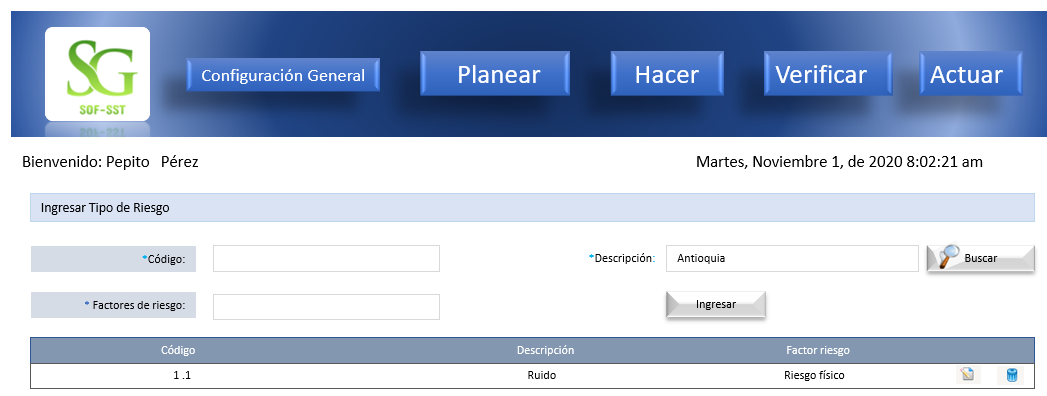 SG
SOF-SST
Configuración General
Planear
Hacer
Verificar
Actuar
Bienvenido: Pepito Pérez
Martes, Noviembre 1, de 2020 8:02:21 am
Ingresar Tipo de Riesgo
*Código:
*Descripción:
Antioquia
Buscar
* Factores de riesgo:
Ingresar
Código Descripción Factor riesgo
1 .1 Ruido Riesgo físico